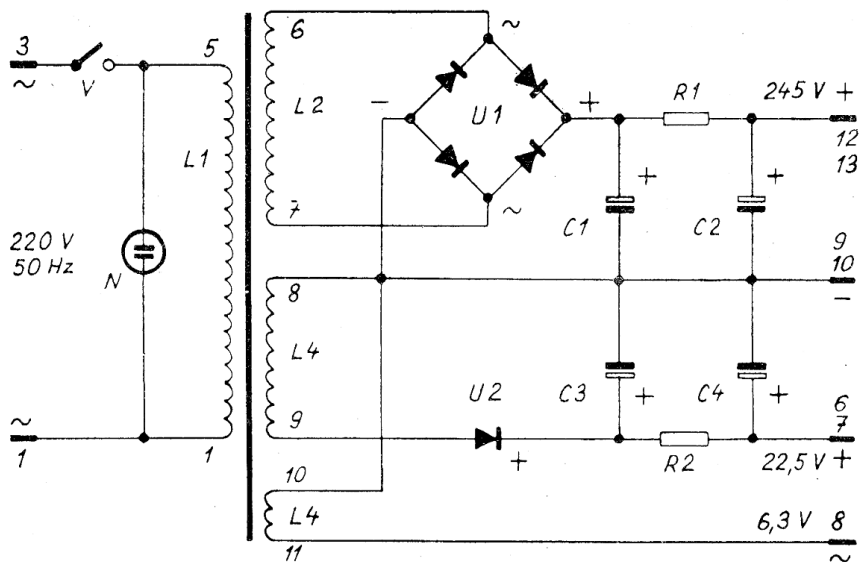 3
~
V
5
L1
220 V
50 Hz
N
~
1
1
6
~
L2
-
U1
+
7
~
R1
245 V +
12
13
+
+
C1
C2
9
10
-
8
L4
9
U2
+
C3
+
C4
+
R2
6
7
22,5 V +
10
L4
11
6,3 V
8
~